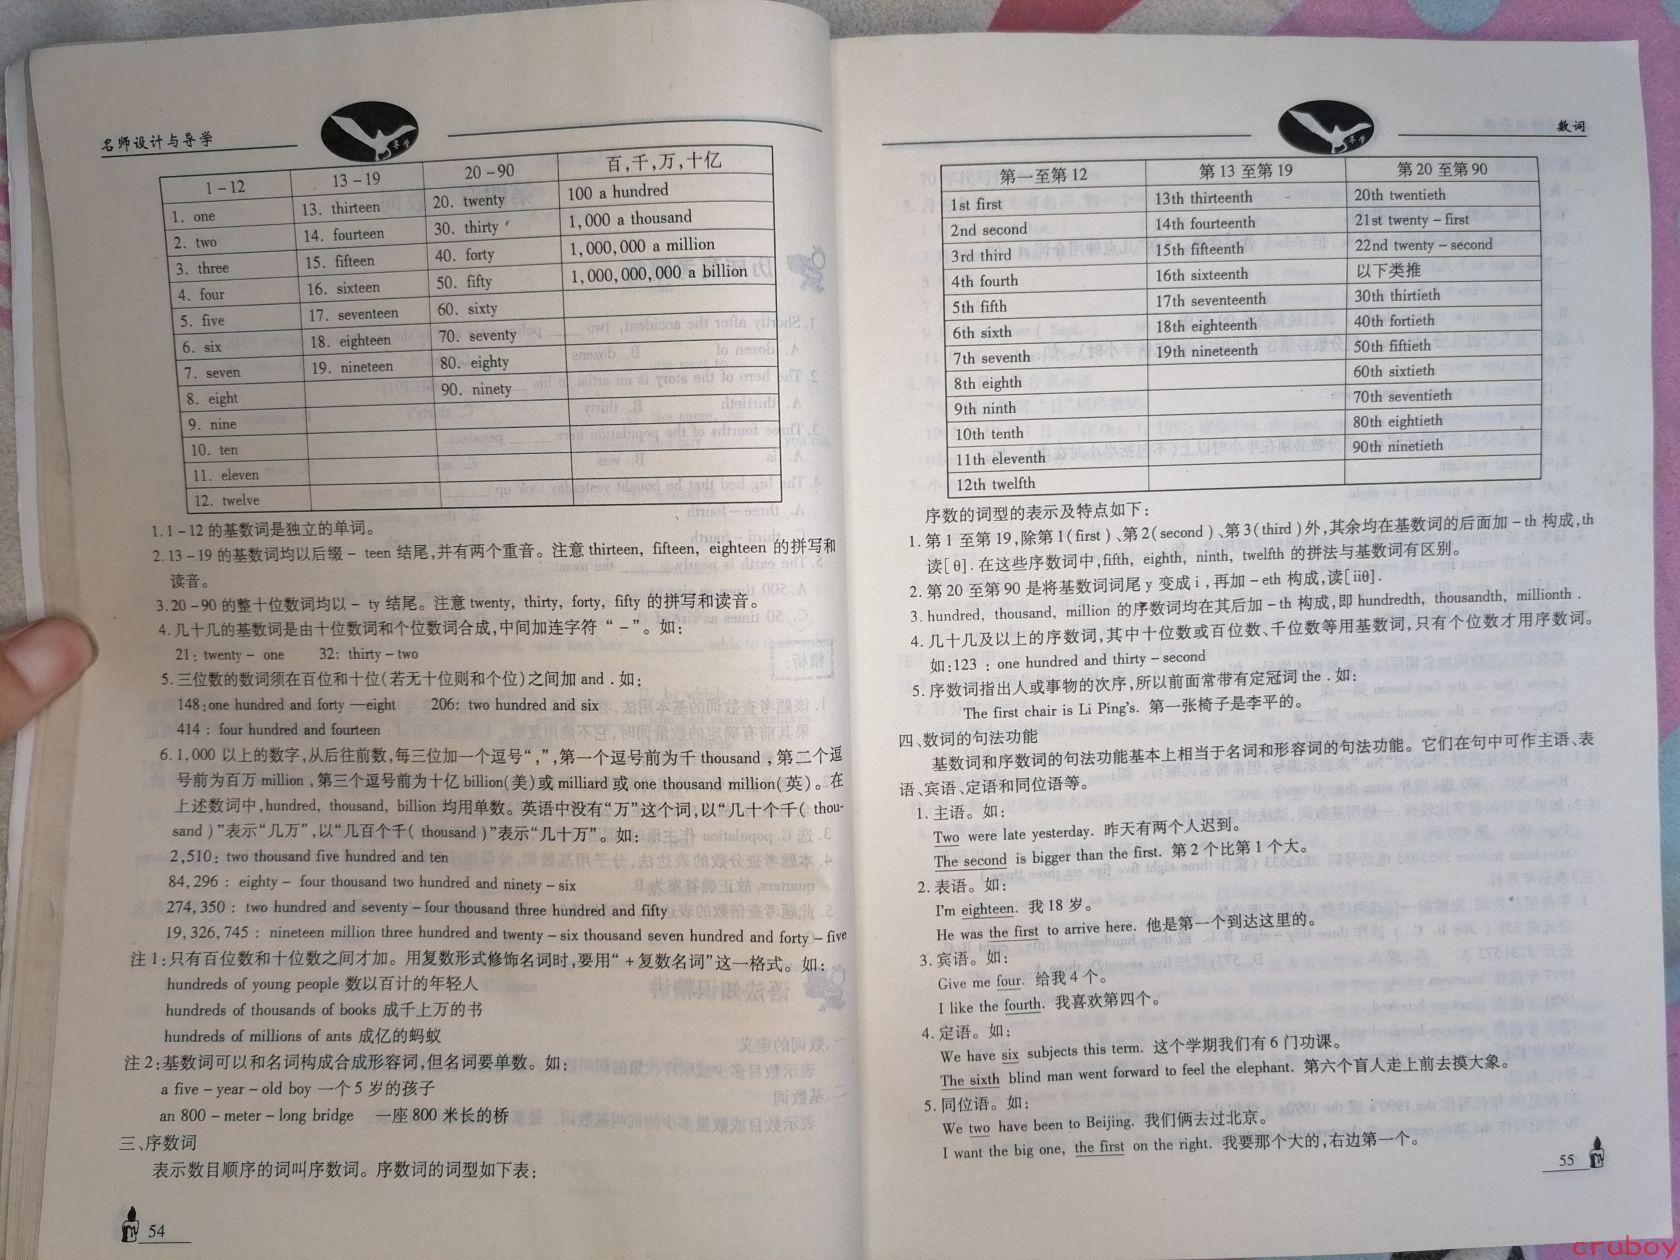 名师设计与导学
1-12 13-19 20-90 百,千,万,十亿
1. one 13. thirteen 20. twenty 100 a hundred
2. two 14. fourteen 30. thirty 1,000 a thousand
3. three 15. fifteen 40. forty 1,000,000 a million
4. four 16. sixteen 50. fifty 1,000,000,000 a billion
5. five 17. seventeen 60. sixty
6. six 18. eighteen 70. seventy
7. seven 19. nineteen 80. eighty
8. eight 90. ninety
9. nine
10. ten
11. eleven
12. twelve
1.1-12的基数词是独立的单词。
2.13-19的基数词均以后缀- teen 结尾,并有两个重音。注意 thirteen, fifteen, eighteen 的拼写和
读音。
3.20-90的整十位数词均以- ty 结尾。注意 twenty, thirty, forty, fifty 的拼写和读音。
4.几十几的基数词是由十位数词和个位数词合成,中间加连字符“-”。如:
21: twenty- one 32: thirty-two
5.三位数的数词须在百位和十位(若无十位则和个位)之间加 and . 如:
148:one hundred and forty —eight 206: two hundred and six
414 : four hundred and fourteen
6.1,000 以上的数字,从后往前数,每三位加一个逗号“,”,第一个逗号前为千 thousand ,第二个逗
号前为百万 million ,第三个逗号前为十亿 billion(美)或 milliard 或 one thousand million(英)。在
上述数词中,hundred, thousand, billion 均用单数。英语中没有“万”这个词,以“几十个千( thou-
sand )”表示“几万”,以“几百个千( thousand )”表示“几十万”。如:
2,510: two thousand five hundred and ten
84,296 : eighty- four thousand two hundred and ninety-six
274,350 : two hundred and seventy-four thousand three hundred and fifty
19,326,745 : nineteen million three hundred and twenty-six thousand seven hundred and forty-five
注1:只有百位数和十位数之间才加。用复数形式修饰名词时,要用“+复数名词”这一格式。如:
hundreds of young people 数以百计的年轻人
hundreds of thousands of books 成千上万的书
hundreds of millions of ants 成亿的蚂蚁
注2:基数词可以和名词构成合成形容词,但名词要单数。如:
a five-year-old boy 一个5岁的孩子
an 800-meter-long bridge 一座800米长的桥
三、序数词
表示数目顺序的词叫序数词。序数词的词型如下表:
54
数词
第一至第12 第13至第19 第20至第90
1st first 13th thirteenth 20th twentieth
2nd second 14th fourteenth 21st twenty-first
3rd third 15th fifteenth 22nd twenty-second
4th fourth 16th sixteenth 以下类推
5th fifth 17th seventeenth 30th thirtieth
6th sixth 18th eighteenth 40th fortieth
7th seventh 19th nineteenth 50th fiftieth
8th eighth 60th sixtieth
9th ninth 70th seventieth
10th tenth 80th eightieth
11th eleventh 90th ninetieth
12th twelfth
序数的词型的表示及特点如下:
1.第1至第19,除第1(first)、第2(second)、第3(third)外,其余均在基数词的后面加-th 构成,th
读[θ].在这些序数词中,fifth, eighth, ninth, twelfth 的拼法与基数词有区别。
2.第20至第90是将基数词词尾 y 变成 i ,再加-eth 构成,读[iiθ].
3.hundred, thousand, million 的序数词均在其后加-th 构成,即 hundredth, thousandth, millionth .
4.几十几及以上的序数词,其中十位数或百位数、千位数等用基数词,只有个位数才用序数词。
如:123 : one hundred and thirty-second
5.序数词指出人或事物的次序,所以前面常带有定冠词 the . 如:
The first chair is Li Ping's. 第一张椅子是李平的。
四、数词的句法功能
基数词和序数词的句法功能基本上相当于名词和形容词的句法功能。它们在句中可作主语、表
语、宾语、定语和同位语等。
1.主语。如:
Two were late yesterday. 昨天有两个人迟到。
The second is bigger than the first. 第2个比第1个大。
2.表语。如:
I'm eighteen. 我18岁。
He was the first to arrive here. 他是第一个到达这里的。
3.宾语。如:
Give me four. 给我4个。
I like the fourth. 我喜欢第四个。
4.定语。如:
We have six subjects this term. 这个学期我们有6门功课。
The sixth blind man went forward to feel the elephant. 第六个盲人走上前去摸大象。
5.同位语。如:
We two have been to Beijing. 我们俩去过北京。
I want the big one, the first on the right. 我要那个大的,右边第一个。
55
cruboy